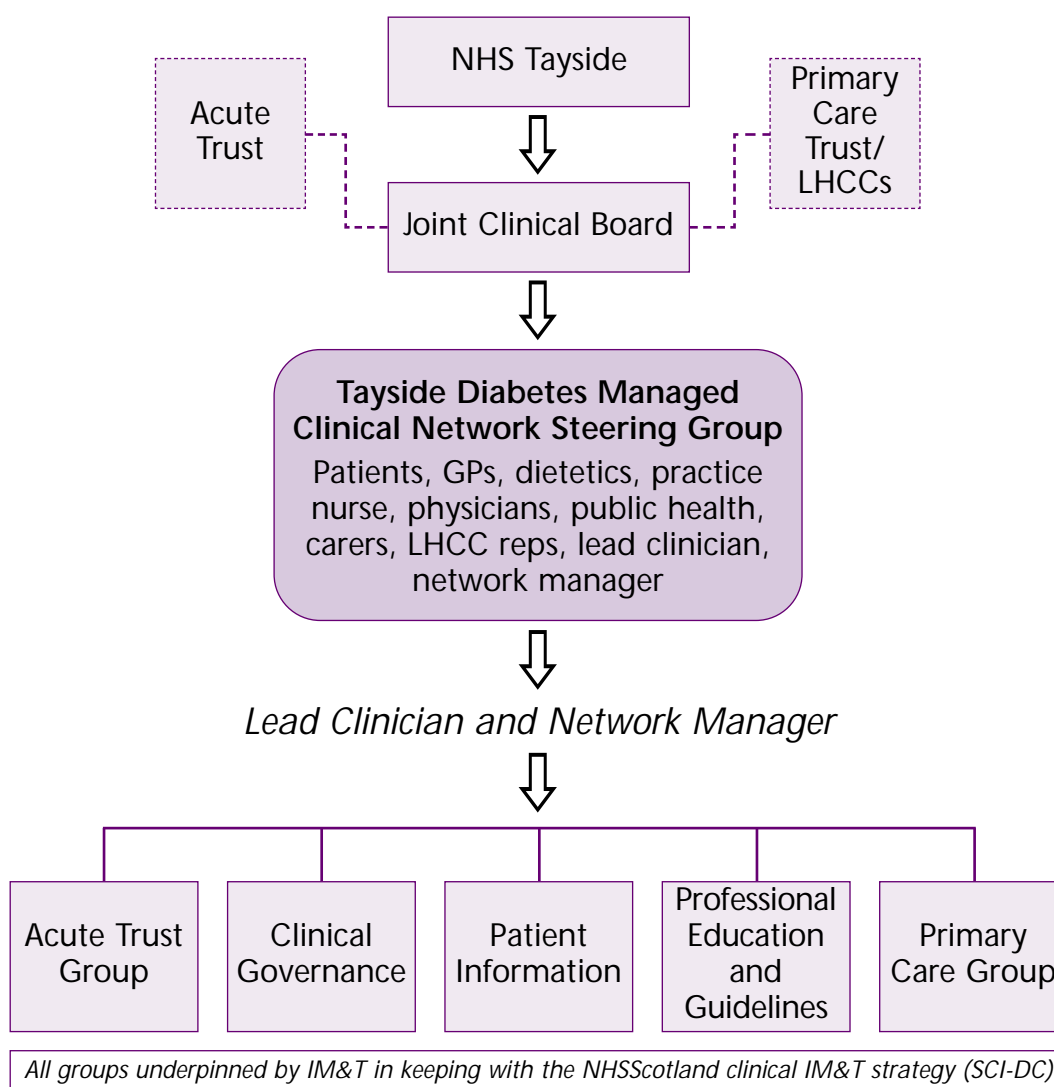 NHS Tayside
Acute
Trust
Primary
Care
Trust/
LHCCs
Joint Clinical Board
Tayside Diabetes Managed
Clinical Network Steering Group
Patients, GPs, dietetics, practice
nurse, physicians, public health,
carers, LHCC reps, lead clinician,
network manager
Lead Clinician and Network Manager
Acute Trust
Group
Clinical
Governance
Patient
Information
Professional
Education
and
Guidelines
Primary
Care Group
All groups underpinned by IM&T in keeping with the NHSScotland clinical IM&T strategy (SCI-DC)